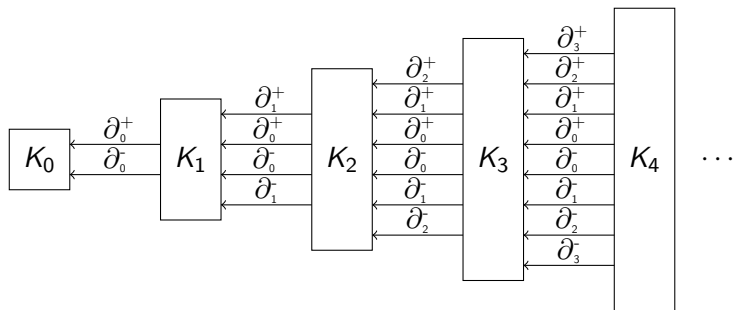 ∂₃⁺
∂₂⁺ ∂₂⁺
∂₁⁺ ∂₁⁺ ∂₁⁺
∂₀⁺ ∂₀⁺ ∂₀⁺ ∂₀⁺
K₀ K₁ K₂ K₃ K₄ ⋯
∂₀⁻ ∂₀⁻ ∂₀⁻ ∂₀⁻
∂₁⁻ ∂₁⁻ ∂₁⁻
∂₂⁻ ∂₂⁻
∂₃⁻